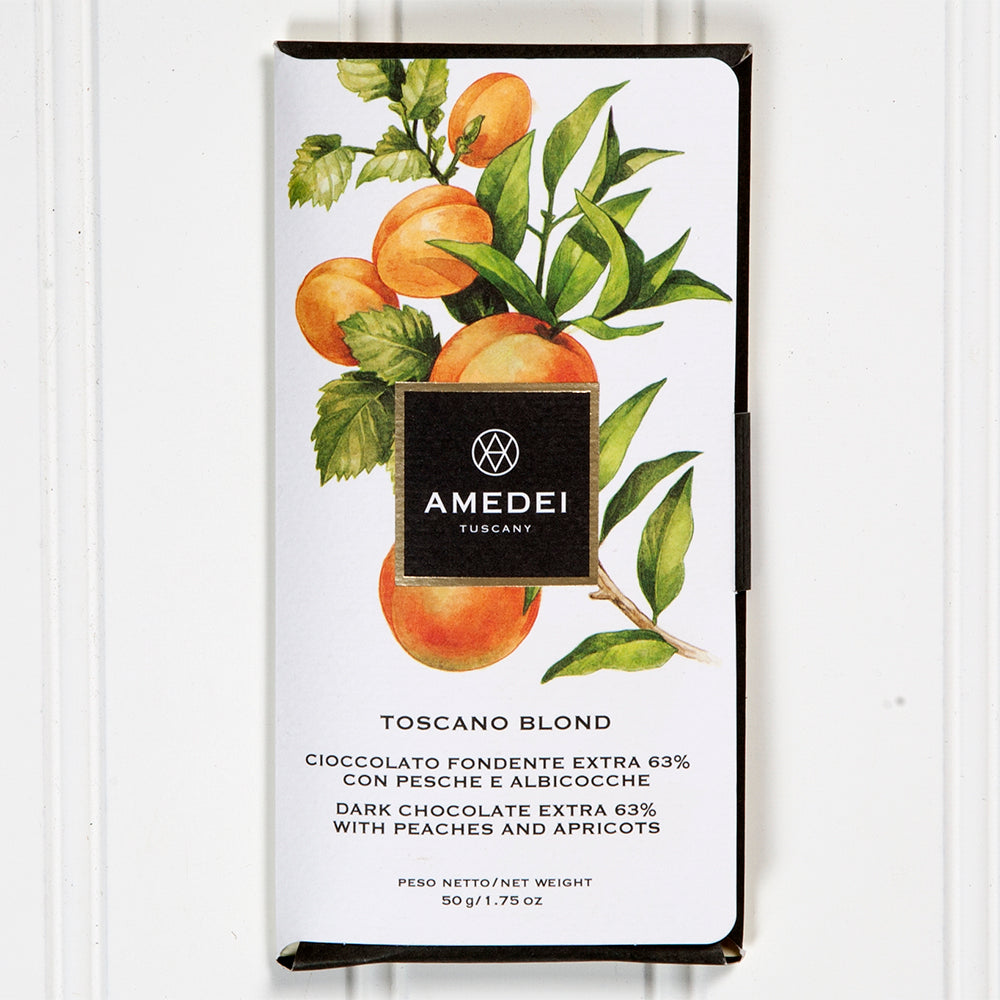 AMEDEI
TUSCANY
TOSCANO BLOND
CIOCCOLATO FONDENTE EXTRA 63%
CON PESCHE E ALBICOCCHE
DARK CHOCOLATE EXTRA 63%
WITH PEACHES AND APRICOTS
PESO NETTO/NET WEIGHT
50 g/1.75 oz